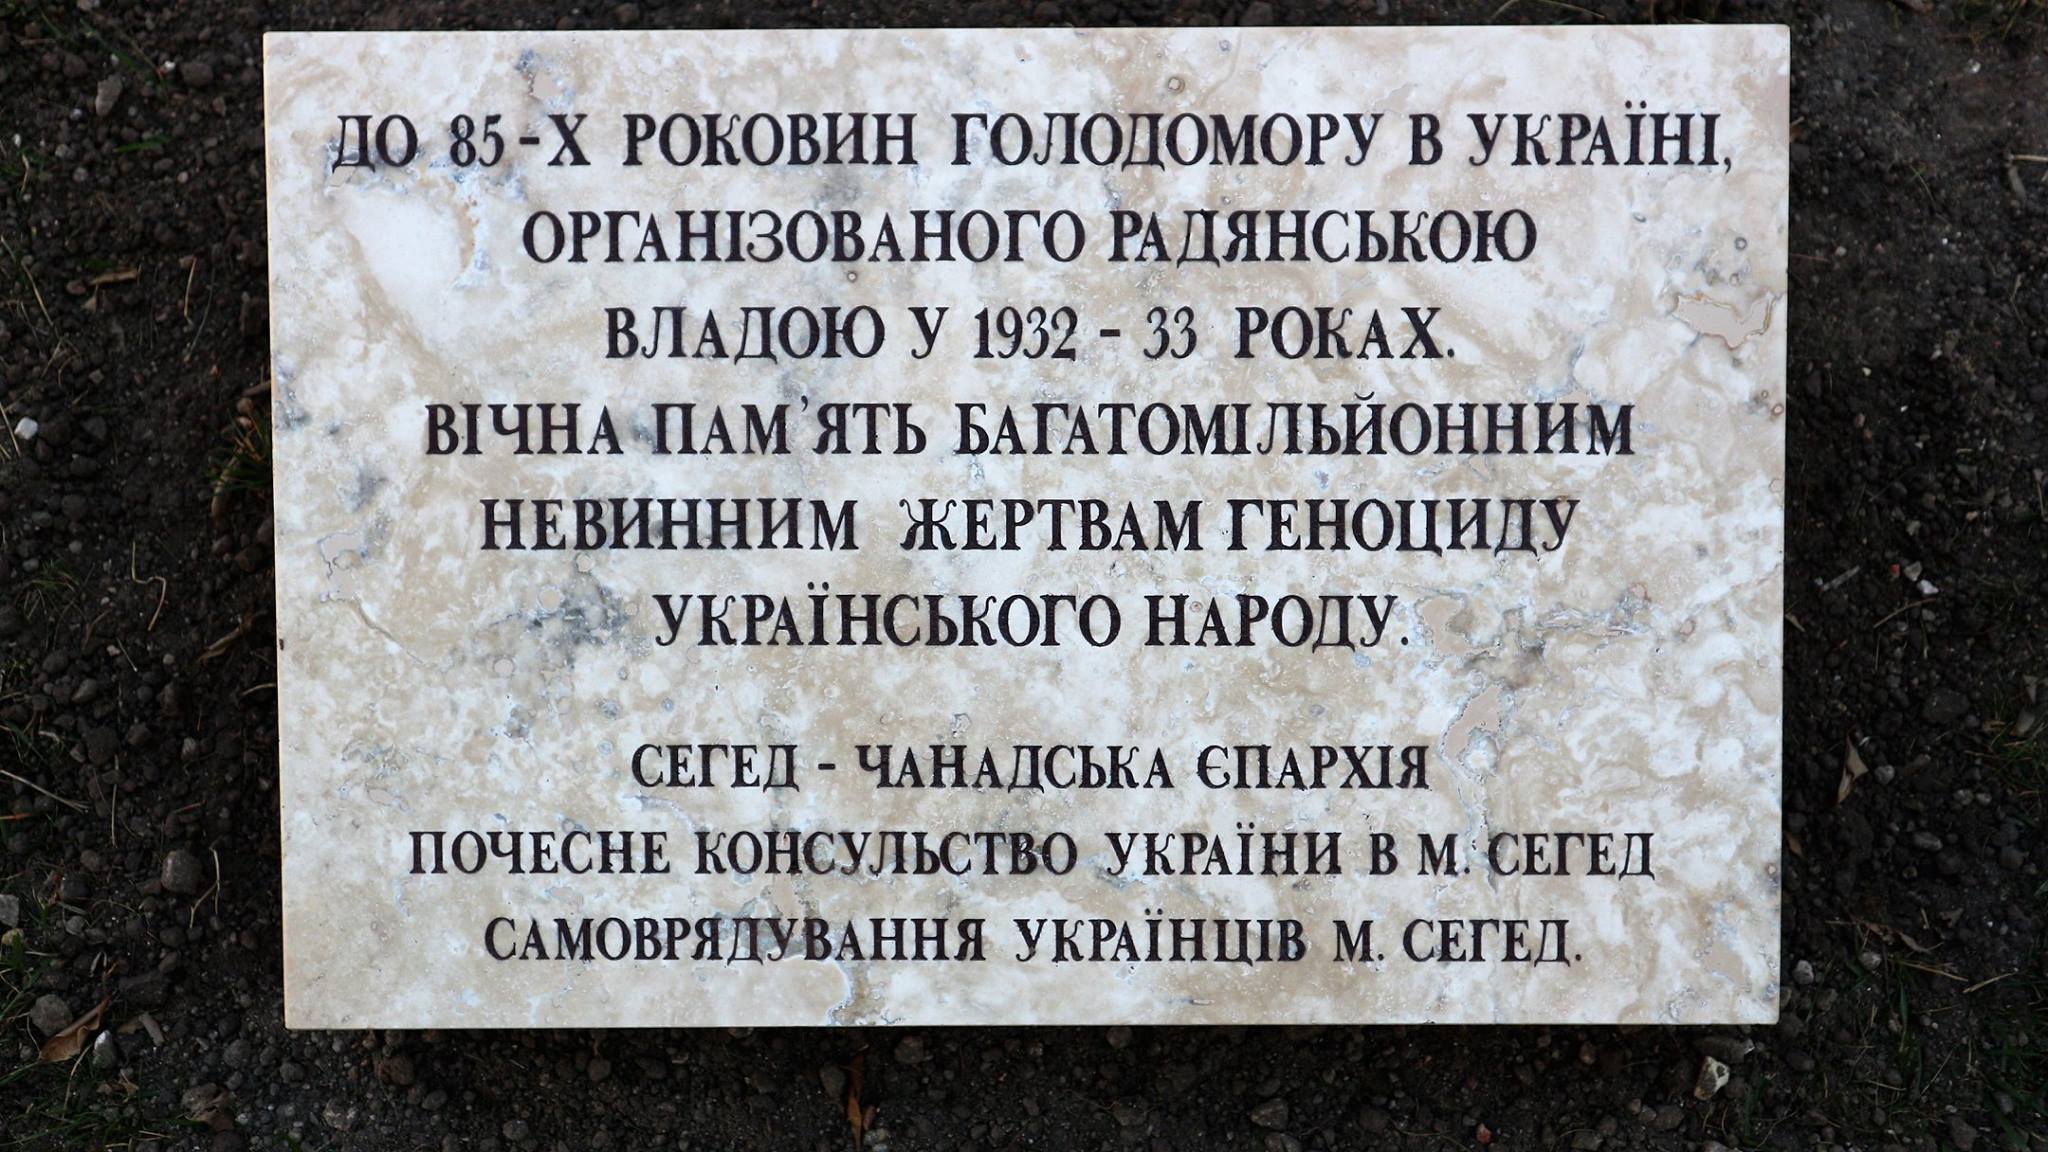 ДО 85-Х РОКОВИН ГОЛОДОМОРУ В УКРАЇНІ,
ОРГАНІЗОВАНОГО РАДЯНСЬКОЮ
ВЛАДОЮ У 1932 - 33 РОКАХ.
ВІЧНА ПАМ'ЯТЬ БАГАТОМІЛЬЙОННИМ
НЕВИННИМ ЖЕРТВАМ ГЕНОЦИДУ
УКРАЇНСЬКОГО НАРОДУ.
СЕГЕД - ЧАНАДСЬКА ЄПАРХІЯ
ПОЧЕСНЕ КОНСУЛЬСТВО УКРАЇНИ В М. СЕГЕД
САМОВРЯДУВАННЯ УКРАЇНЦІВ М. СЕГЕД.